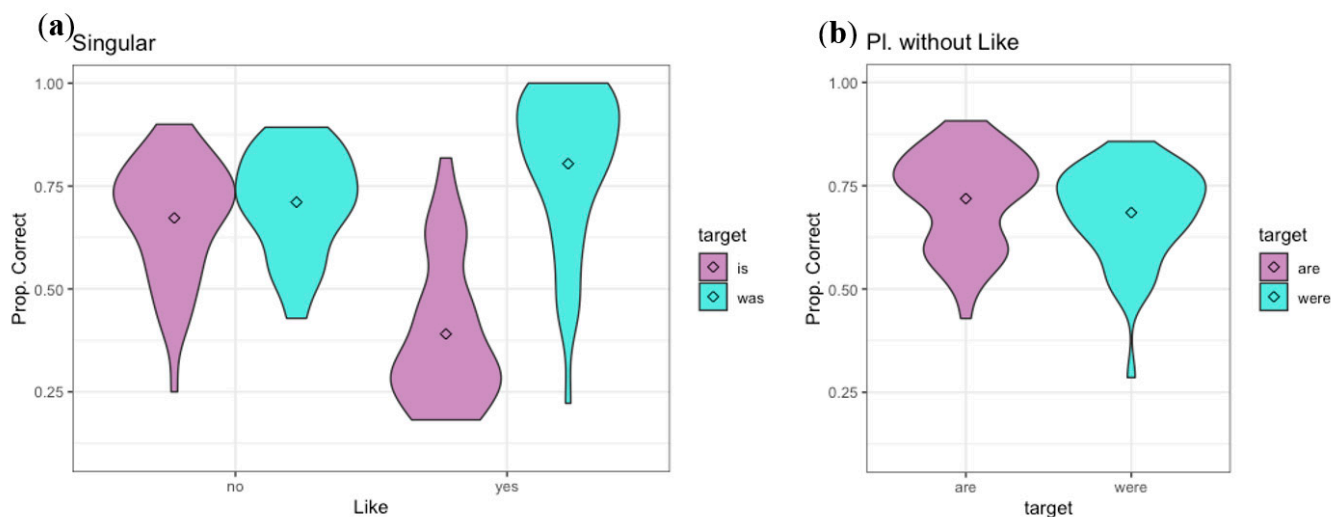 (a)
Singular
1.00
0.75
0.50
0.25
Prop. Correct
no
yes
Like
target
is
was
(b)
Pl. without Like
1.00
0.75
0.50
0.25
Prop. Correct
are
were
target
target
are
were